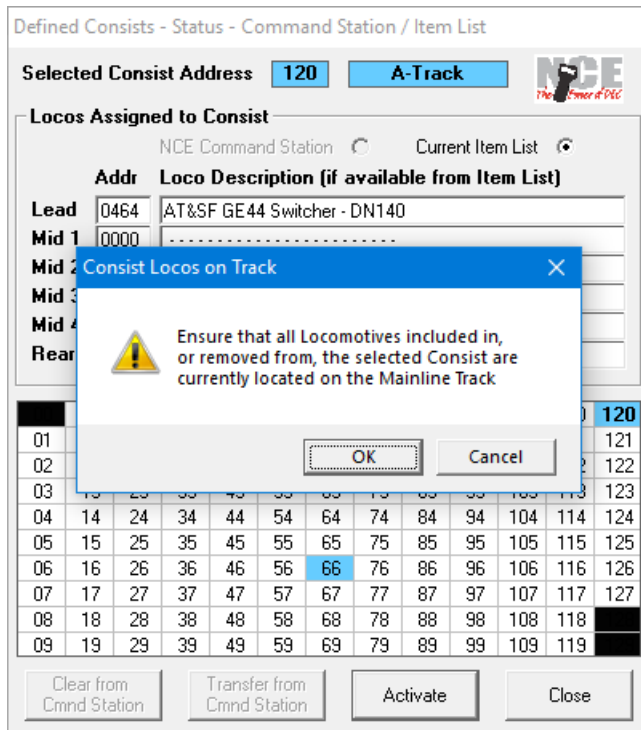 Defined Consists - Status - Command Station / Item List
Selected Consist Address 120 A-Track
NCE
The Power of DCC
Locos Assigned to Consist
NCE Command Station Current Item List
Addr Loco Description (if available from Item List)
Lead 0464 AT&SF GE44 Switcher - DN140
Mid 1 0000 - - - - - - - - - - - - - - - - - - - - - - - -
Mid 2
Mid 3
Mid 4
Rear
Consist Locos on Track
Ensure that all Locomotives included in,
or removed from, the selected Consist are
currently located on the Mainline Track
OK Cancel
120
01 121
02 122
03 123
04 14 24 34 44 54 64 74 84 94 104 114 124
05 15 25 35 45 55 65 75 85 95 105 115 125
06 16 26 36 46 56 66 76 86 96 106 116 126
07 17 27 37 47 57 67 77 87 97 107 117 127
08 18 28 38 48 58 68 78 88 98 108 118
09 19 29 39 49 59 69 79 89 99 109 119
Clear from
Cmnd Station
Transfer from
Cmnd Station
Activate
Close